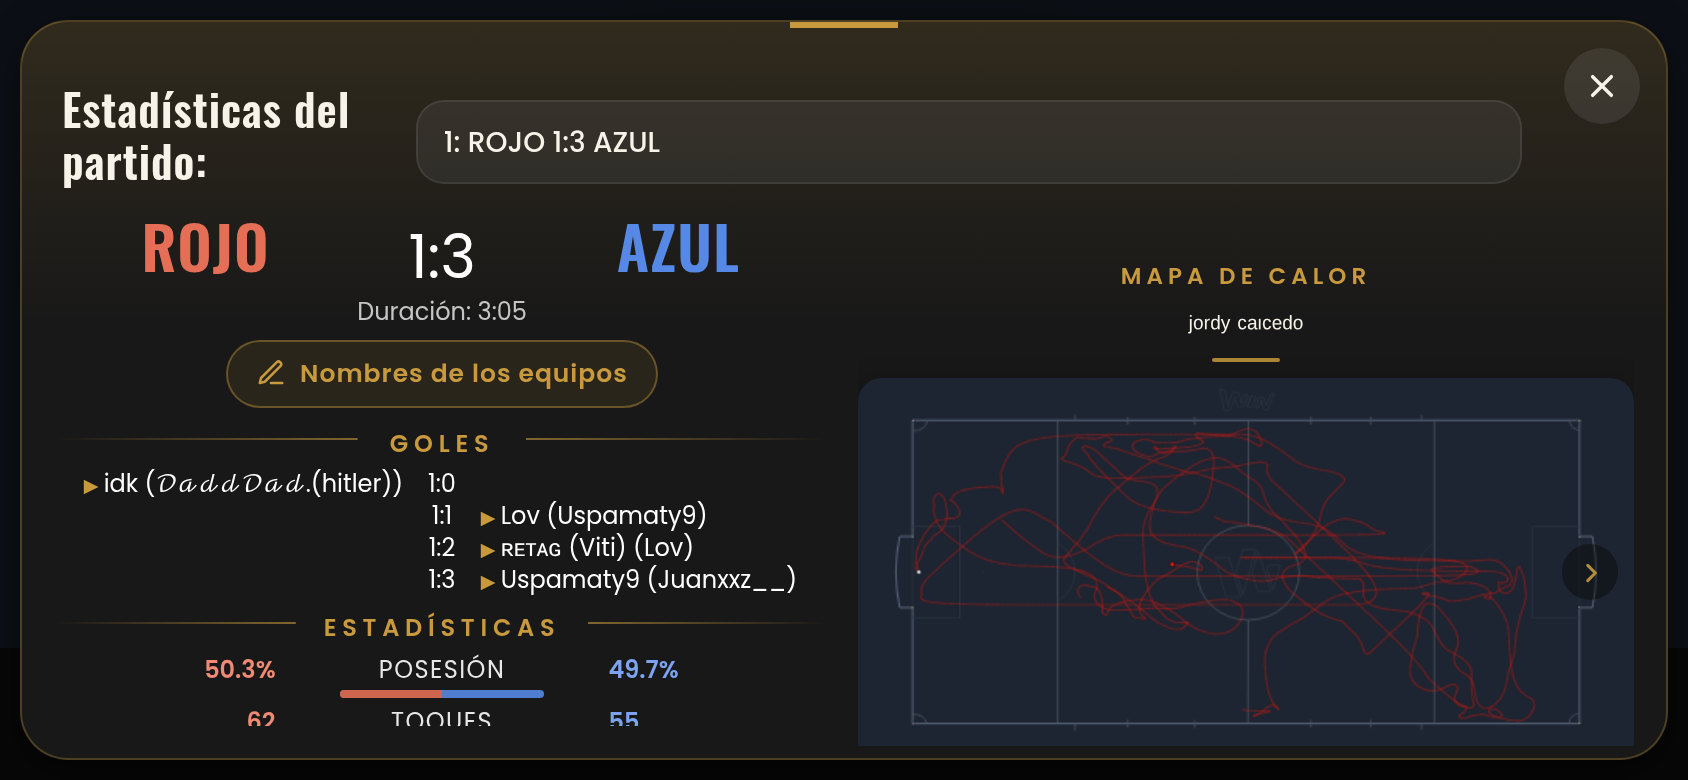 Estadísticas del
partido:
1: ROJO 1:3 AZUL
ROJO 1:3 AZUL
Duración: 3:05
Nombres de los equipos
GOLES
▶ idk (𝓓𝓪𝓭𝓭𝓓𝓪𝓭.(hitler)) 1:0
1:1 ▶ Lov (Uspamaty9)
1:2 ▶ ʀᴇᴛᴀɢ (Viti) (Lov)
1:3 ▶ Uspamaty9 (Juanxxz__)
ESTADÍSTICAS
50.3% POSESIÓN 49.7%
62 TOQUES 55
MAPA DE CALOR
jordy caıcedo